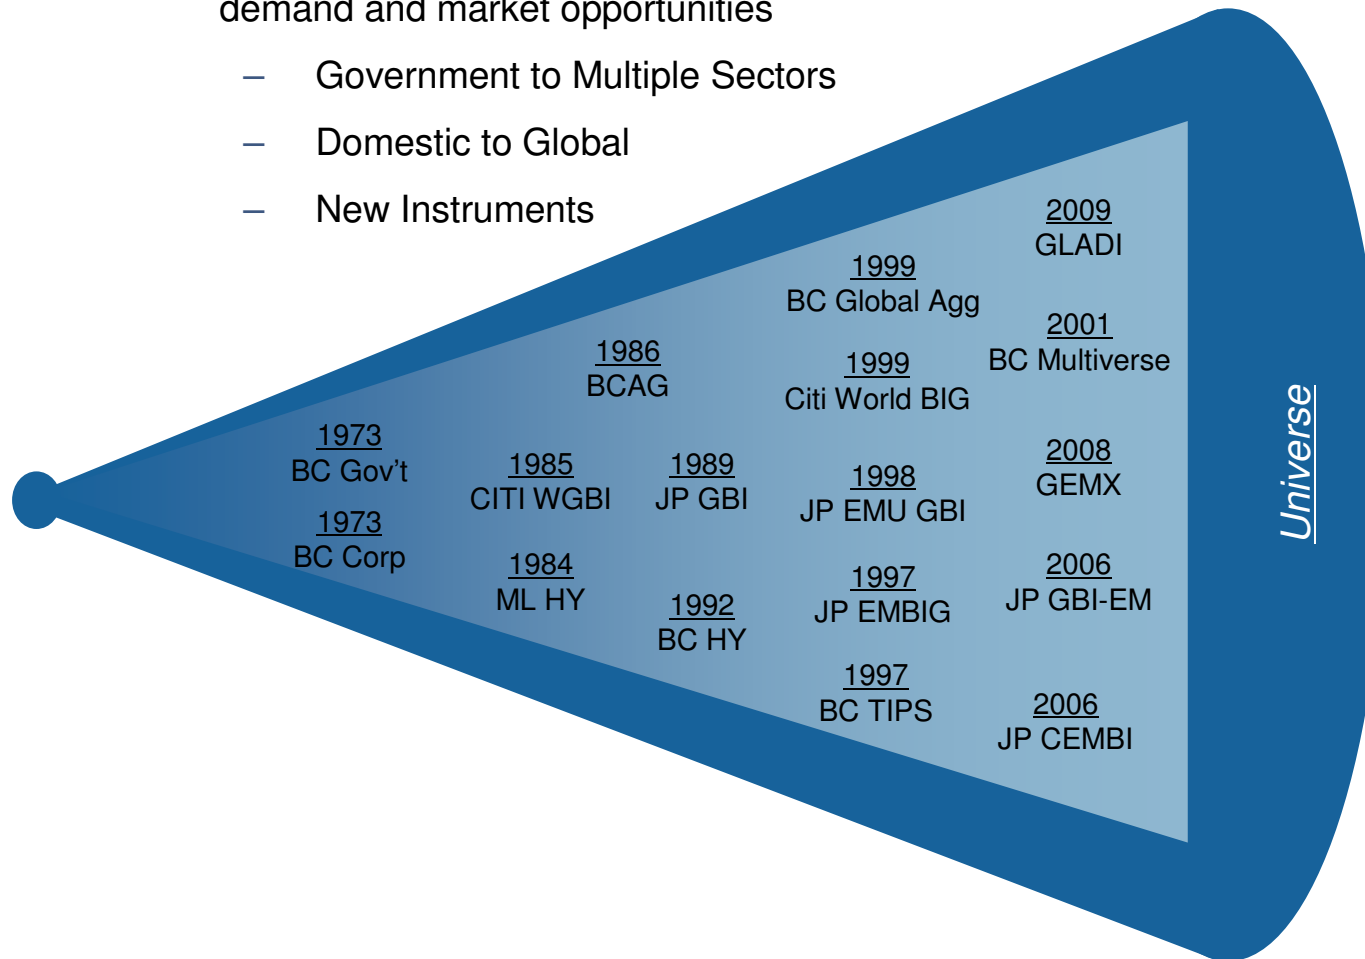 demand and market opportunities
– Government to Multiple Sectors
– Domestic to Global
– New Instruments
1973
BC Gov't
1973
BC Corp
1985
CITI WGBI
1984
ML HY
1986
BCAG
1989
JP GBI
1992
BC HY
1999
BC Global Agg
1999
Citi World BIG
1998
JP EMU GBI
1997
JP EMBIG
1997
BC TIPS
2009
GLADI
2001
BC Multiverse
2008
GEMX
2006
JP GBI-EM
2006
JP CEMBI
Universe